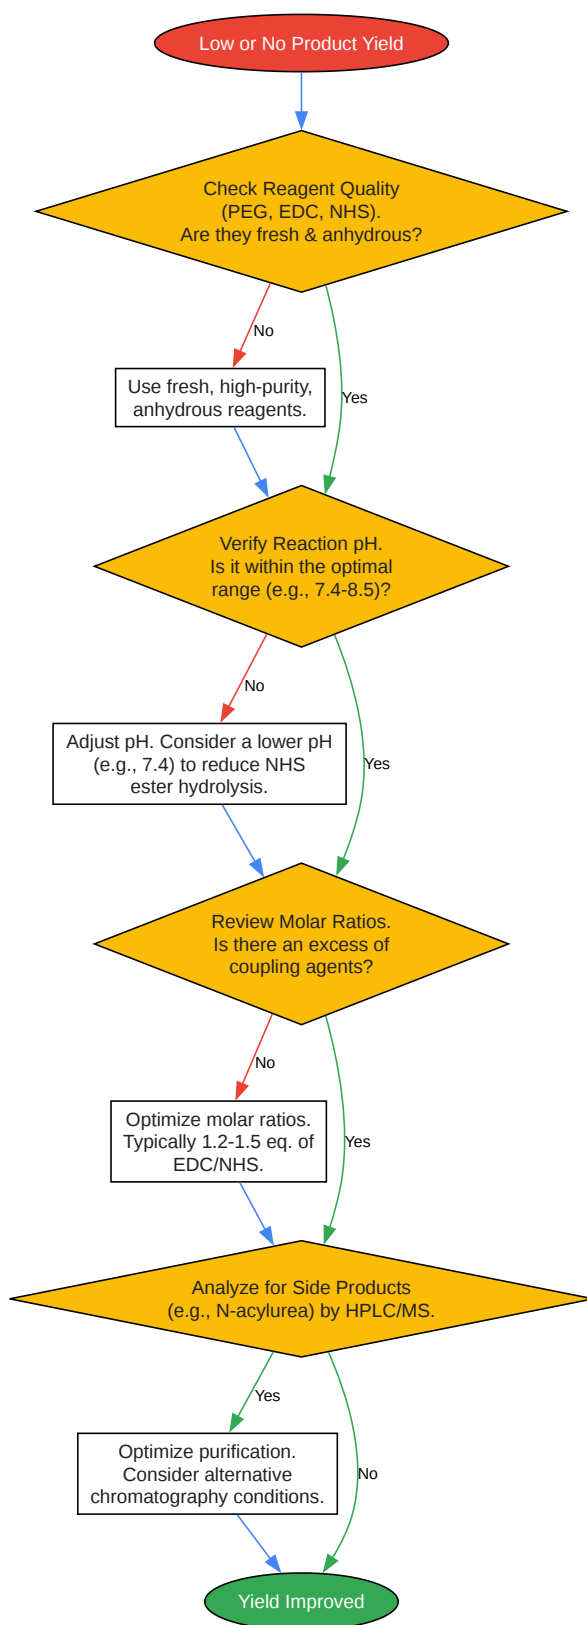 Low or No Product Yield
Check Reagent Quality
(PEG, EDC, NHS).
Are they fresh & anhydrous?
No
Yes
Use fresh, high-purity,
anhydrous reagents.
Verify Reaction pH.
Is it within the optimal
range (e.g., 7.4-8.5)?
No
Yes
Adjust pH. Consider a lower pH
(e.g., 7.4) to reduce NHS
ester hydrolysis.
Review Molar Ratios.
Is there an excess of
coupling agents?
No
Yes
Optimize molar ratios.
Typically 1.2-1.5 eq. of
EDC/NHS.
Analyze for Side Products
(e.g., N-acylurea) by HPLC/MS.
Yes
No
Optimize purification.
Consider alternative
chromatography conditions.
Yield Improved